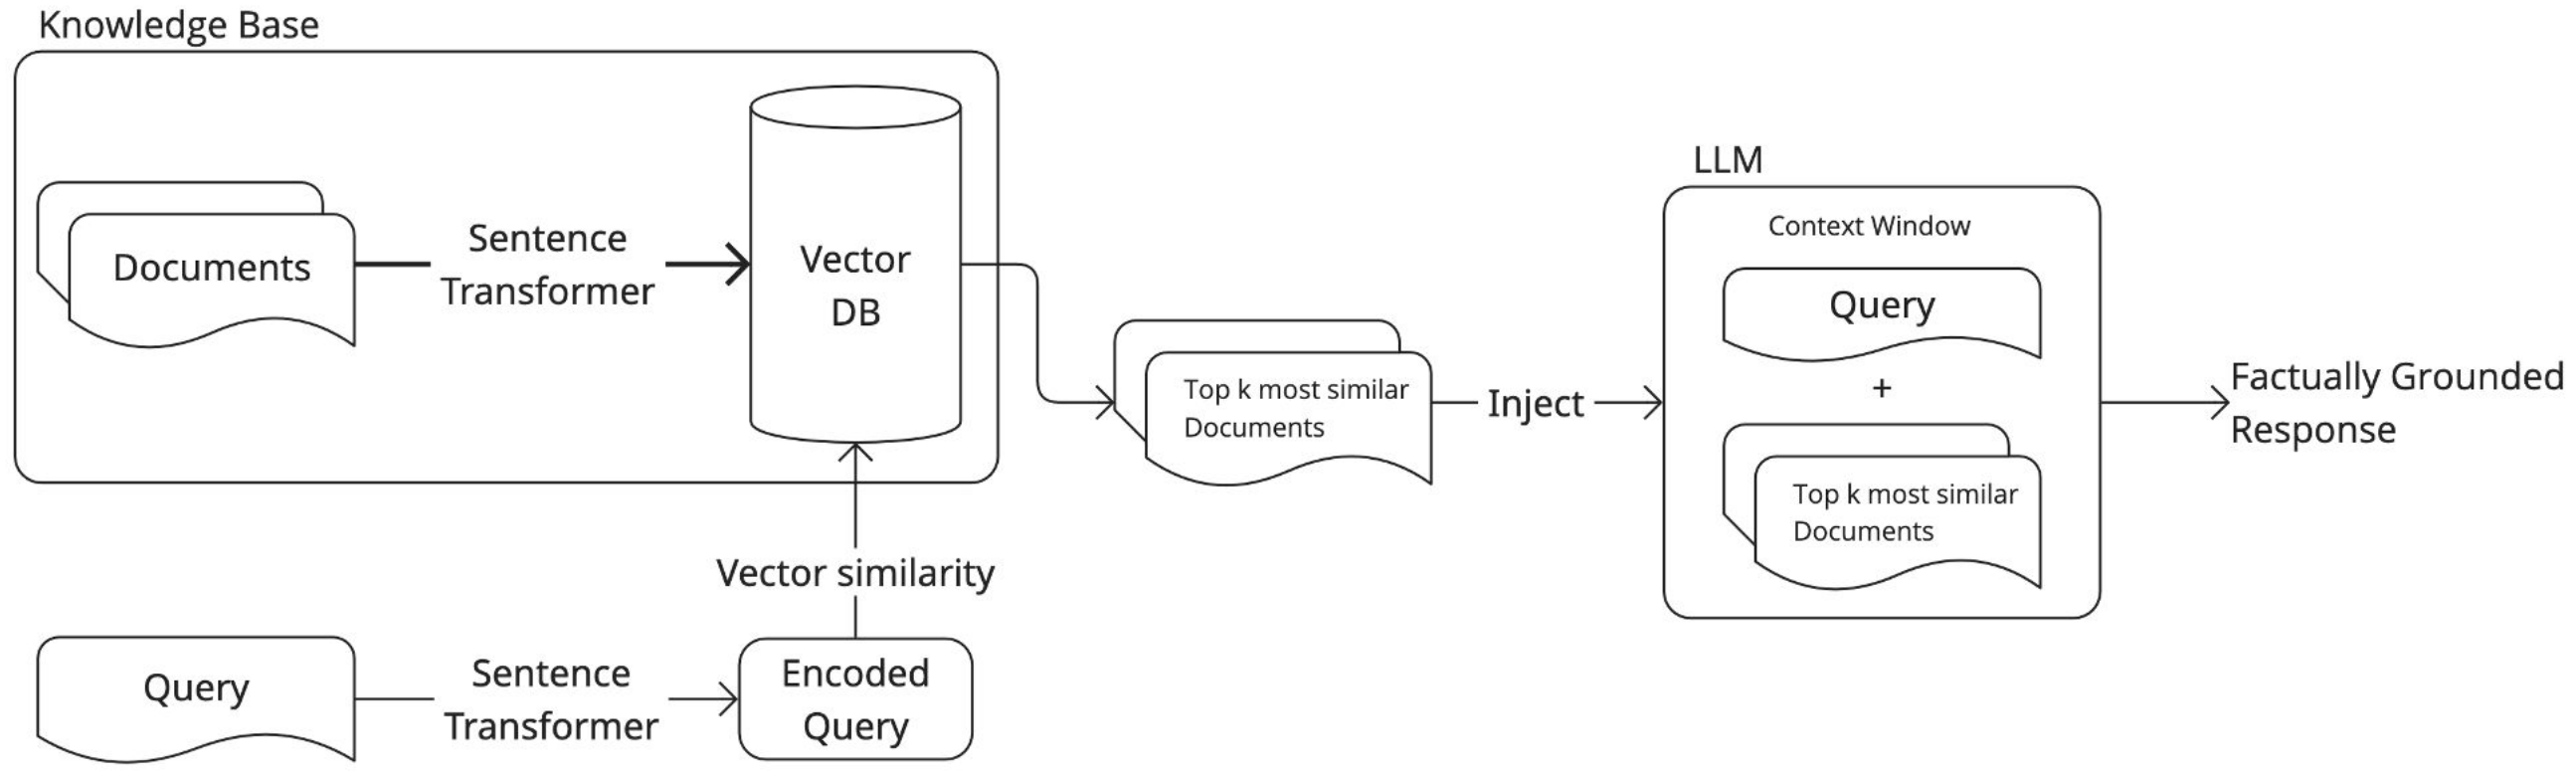 Knowledge Base
Documents
Sentence
Transformer
Vector
DB
Vector similarity
Query
Sentence
Transformer
Encoded
Query
Top k most similar
Documents
Inject
LLM
Context Window
Query
+
Top k most similar
Documents
Factually Grounded
Response